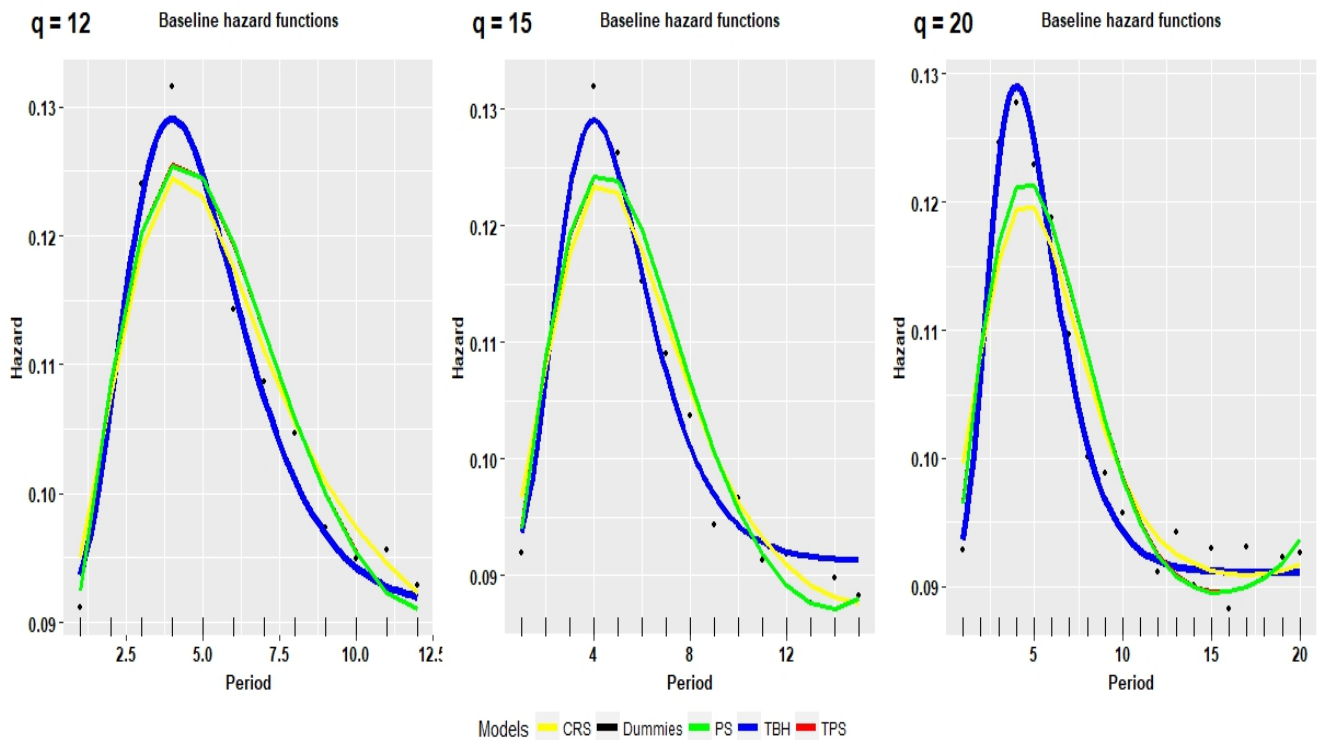 q = 12
Baseline hazard functions
0.13
0.12
0.11
0.10
0.09
Hazard
2.5 5.0 7.5 10.0 12.5
Period
q = 15
Baseline hazard functions
0.13
0.12
0.11
0.10
0.09
Hazard
4 8 12
Period
q = 20
Baseline hazard functions
0.13
0.12
0.11
0.10
0.09
Hazard
5 10 15 20
Period
Models CRS Dummies PS TBH TPS